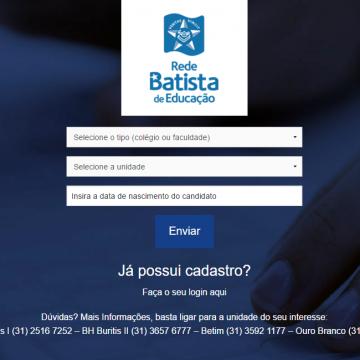 Rede
Batista
de Educação
Selecione o tipo (colégio ou faculdade)
Selecione a unidade
Insira a data de nascimento do candidato
Enviar
Já possui cadastro?
Faça o seu login aqui
Dúvidas? Mais Informações, basta ligar para a unidade do seu interesse:
s I (31) 2516 7252 – BH Buritis II (31) 3657 6777 – Betim (31) 3592 1177 – Ouro Branco (31